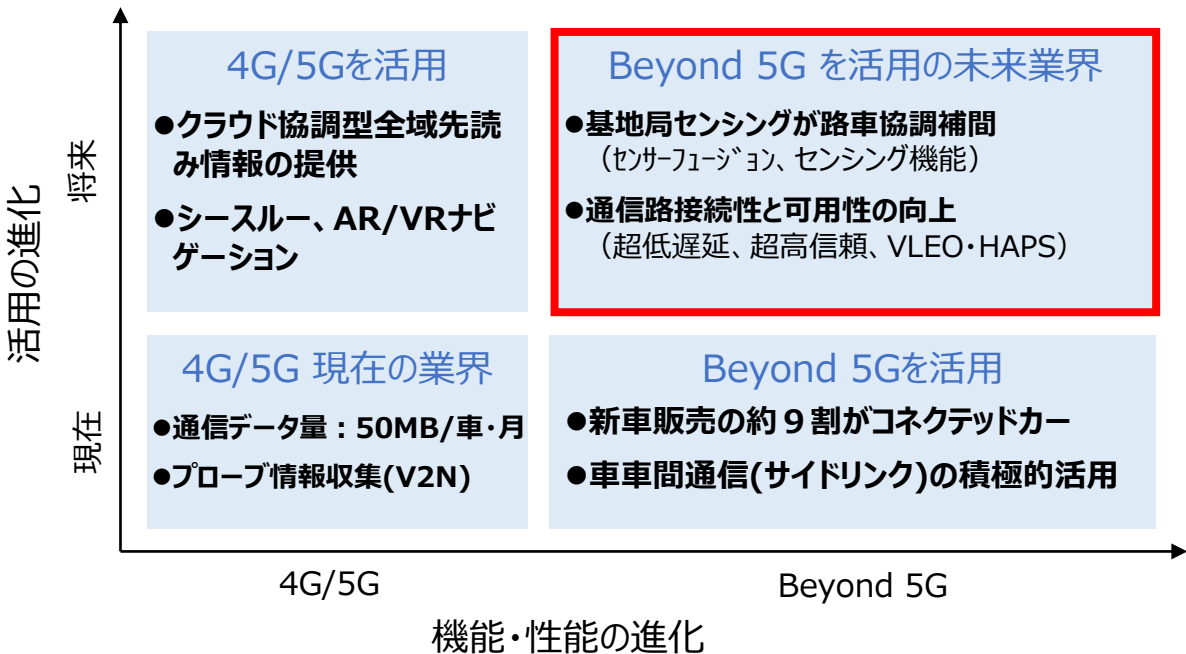 活用の進化
将来
現在
4G/5Gを活用
●クラウド協調型全域先読
み情報の提供
●シースルー、AR/VRナビ
ゲーション
Beyond 5G を活用の未来業界
●基地局センシングが路車協調補間
（ｾﾝｻｰﾌｭｰｼﾞｮﾝ、センシング機能）
●通信路接続性と可用性の向上
（超低遅延、超高信頼、VLEO・HAPS）
4G/5G 現在の業界
●通信データ量：50MB/車・月
●プローブ情報収集(V2N)
Beyond 5Gを活用
●新車販売の約９割がコネクテッドカー
●車車間通信(サイドリンク)の積極的活用
4G/5G
Beyond 5G
機能・性能の進化